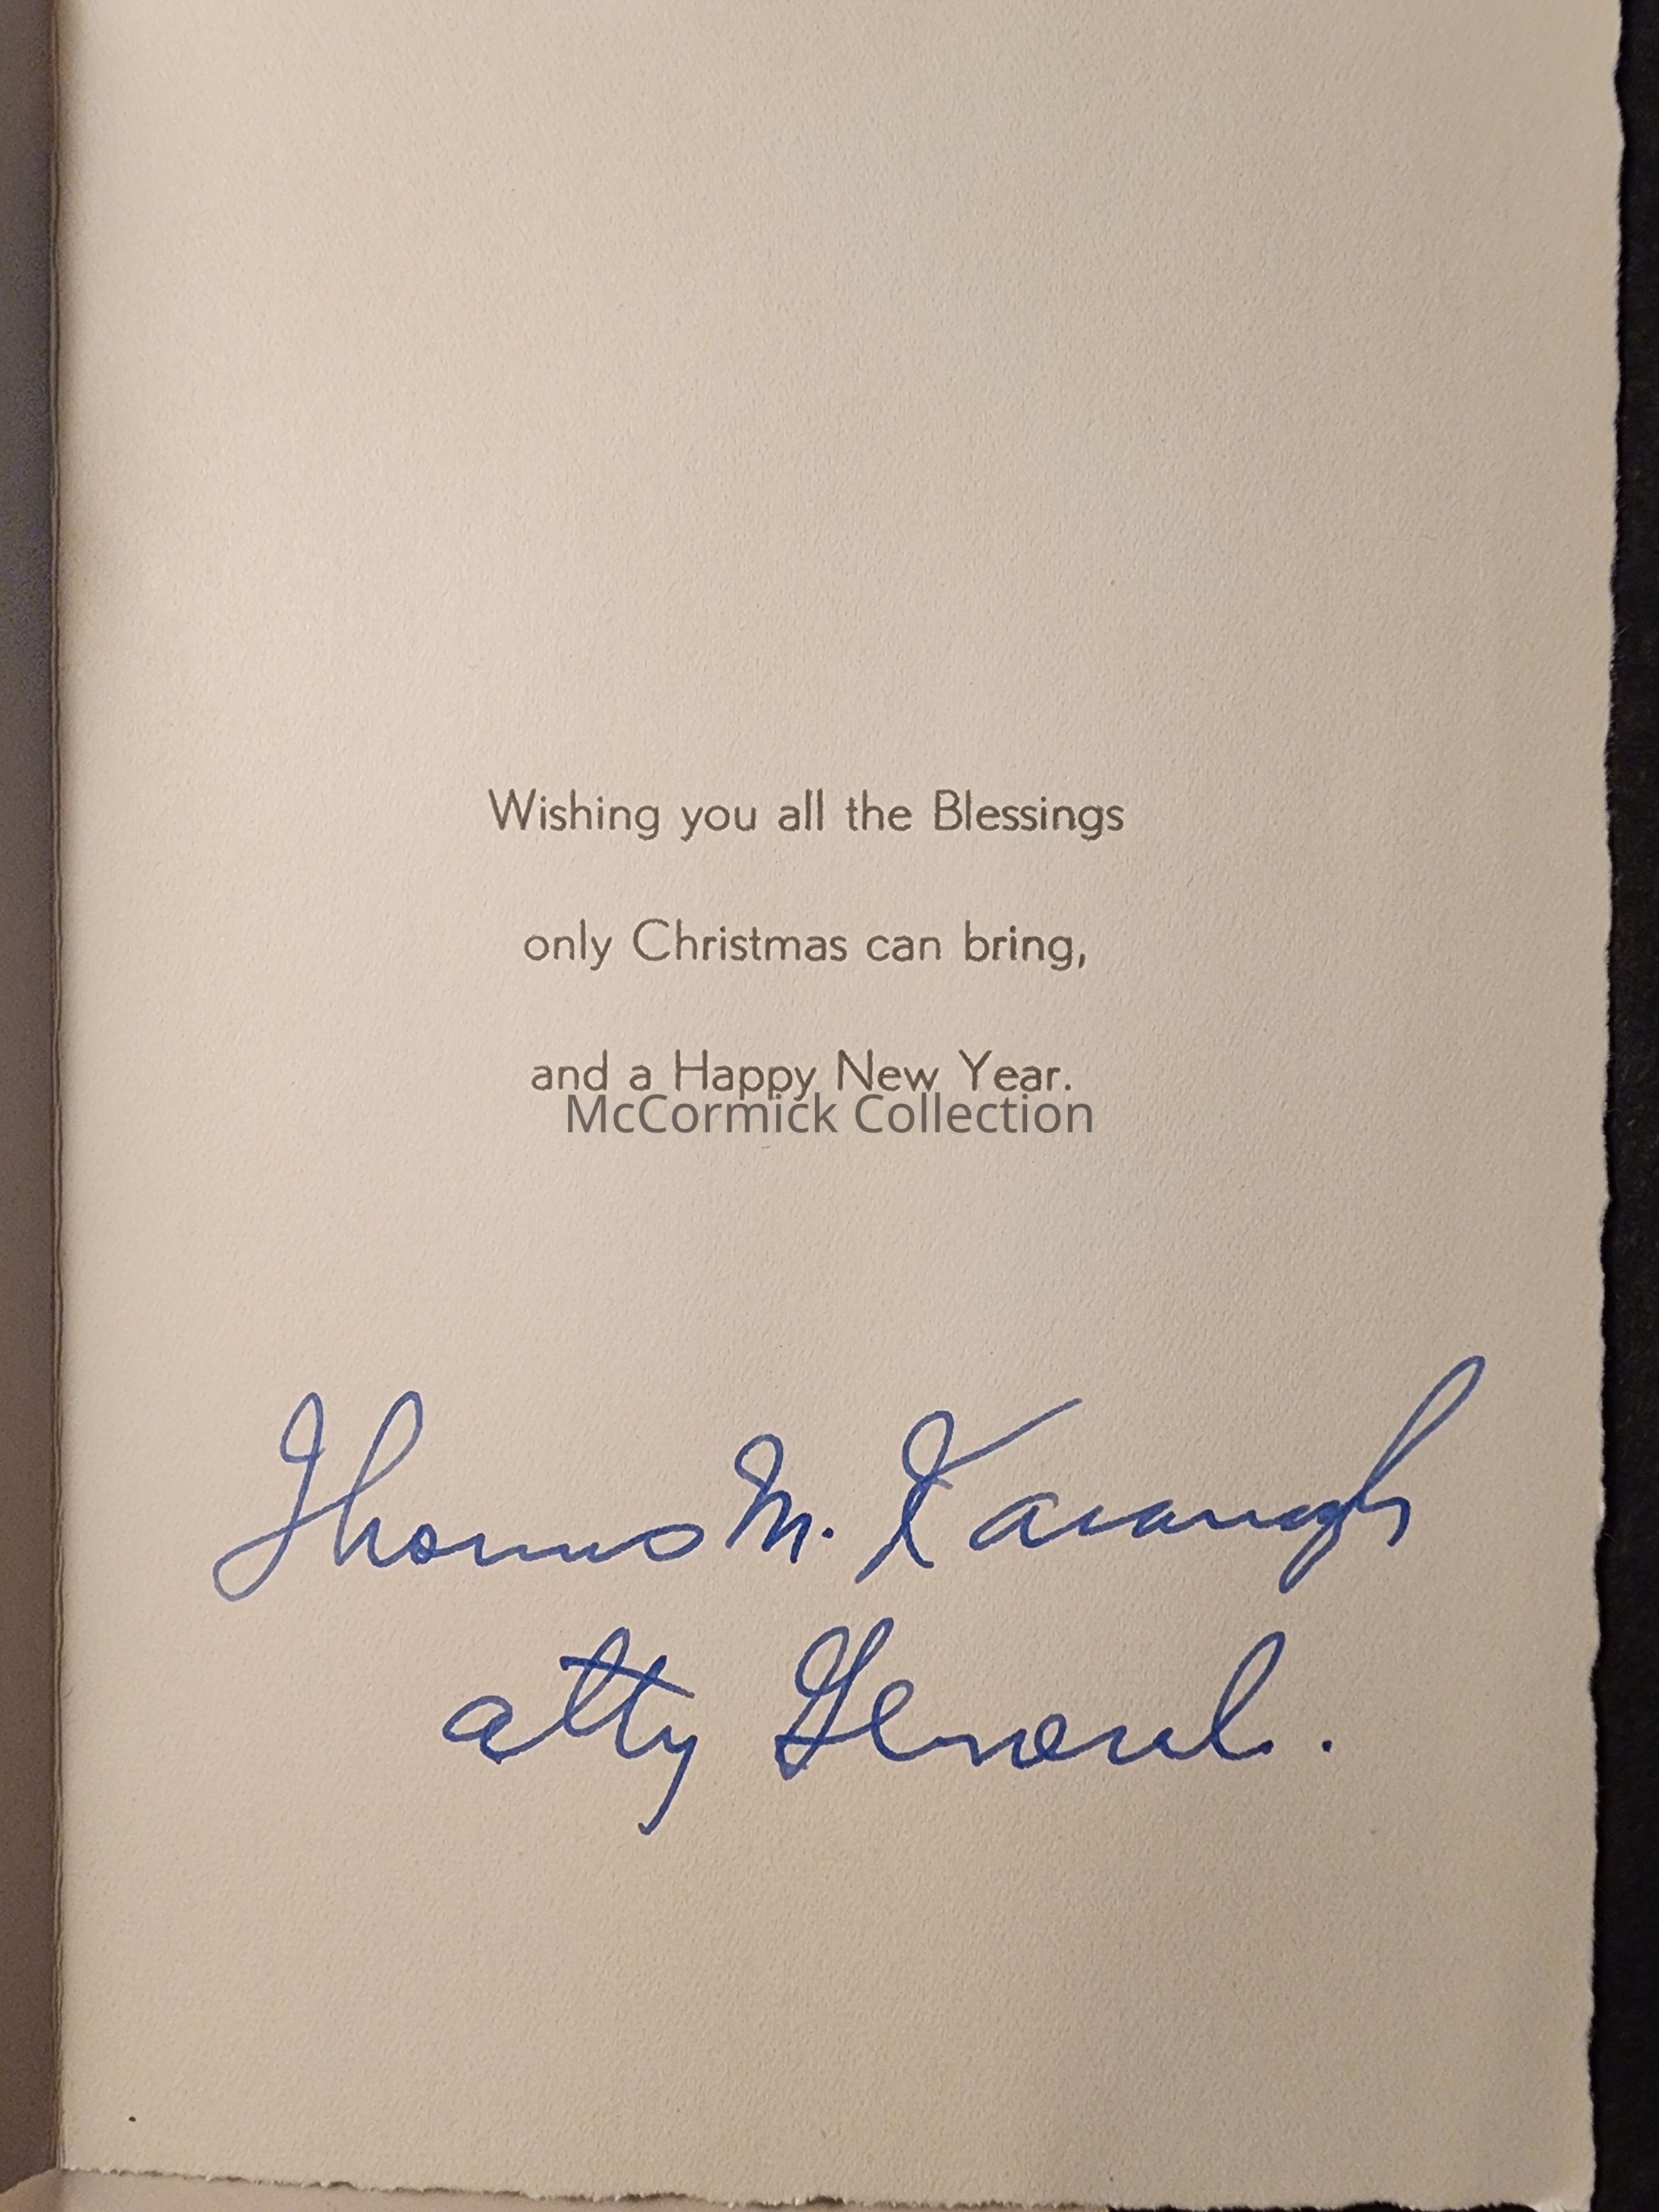 Wishing you all the Blessings
only Christmas can bring,
and a Happy New Year.
McCormick Collection
Thomas M. Kavanagh
atty General.